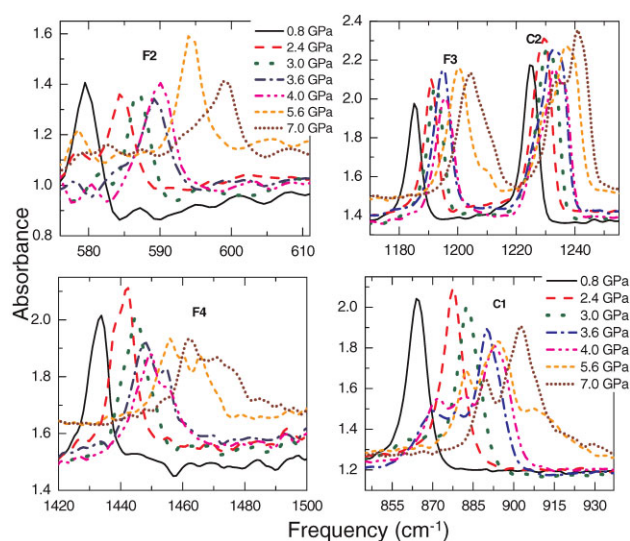 Absorbance
1.6
1.4
1.2
1.0
0.8
580 590 600 610
F2
0.8 GPa
2.4 GPa
3.0 GPa
3.6 GPa
4.0 GPa
5.6 GPa
7.0 GPa
2.4
2.2
2.0
1.8
1.6
1.4
1180 1200 1220 1240
F3
C2
2.0
1.8
1.6
1.4
1420 1440 1460 1480 1500
F4
2.0
1.8
1.6
1.4
1.2
855 870 885 900 915 930
C1
0.8 GPa
2.4 GPa
3.0 GPa
3.6 GPa
4.0 GPa
5.6 GPa
7.0 GPa
Frequency (cm⁻¹)